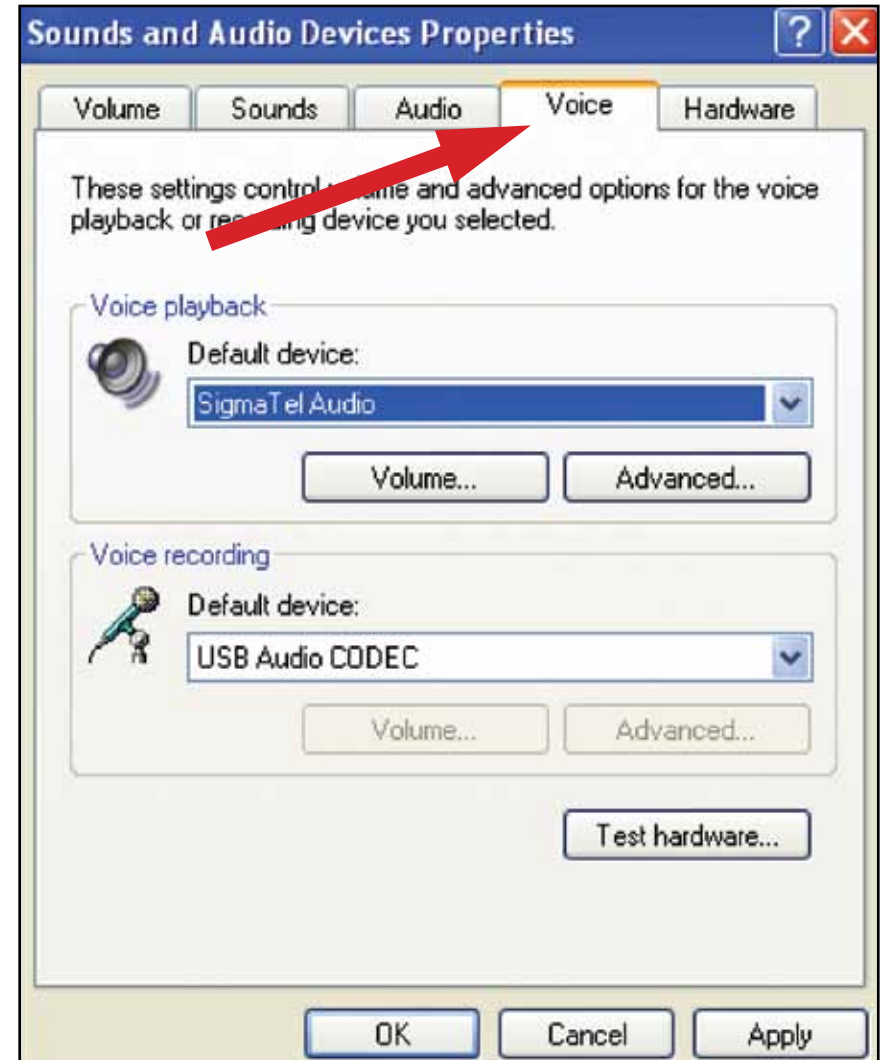 Sounds and Audio Devices Properties
Volume Sounds Audio Voice Hardware
These settings control volume and advanced options for the voice
playback or recording device you selected.
Voice playback
Default device:
SigmaTel Audio
Volume... Advanced...
Voice recording
Default device:
USB Audio CODEC
Volume... Advanced...
Test hardware...
OK Cancel Apply